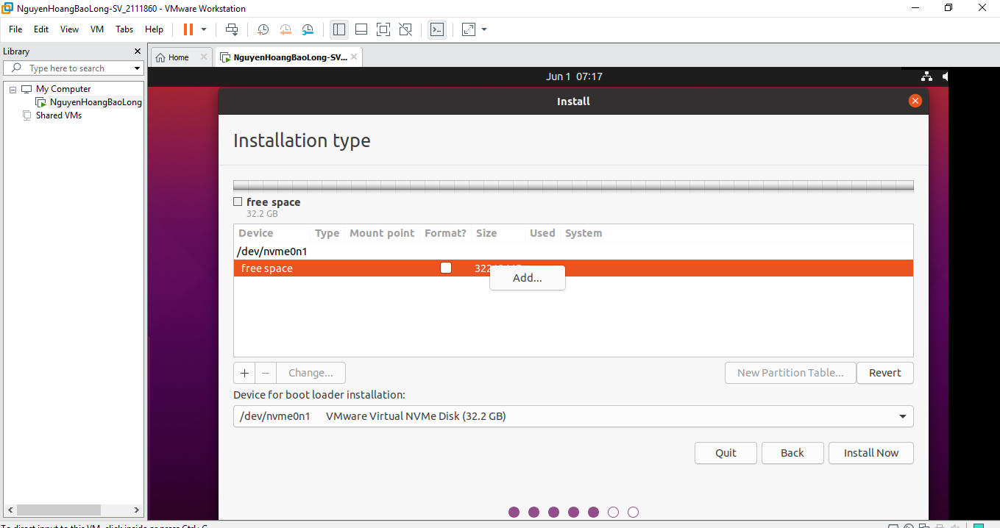 NguyenHoangBaoLong-SV_2111860 - VMware Workstation
File Edit View VM Tabs Help
Library
Home
NguyenHoangBaoLong-SV...
Type here to search
My Computer
NguyenHoangBaoLong
Shared VMs
Jun 1 07:17
Install
Installation type
free space
32.2 GB
Device Type Mount point Format? Size Used System
/dev/nvme0n1
free space
Add...
+ − Change... New Partition Table... Revert
Device for boot loader installation:
/dev/nvme0n1 VMware Virtual NVMe Disk (32.2 GB)
Quit Back Install Now
To direct input to this VM, click inside or press Ctrl+G.